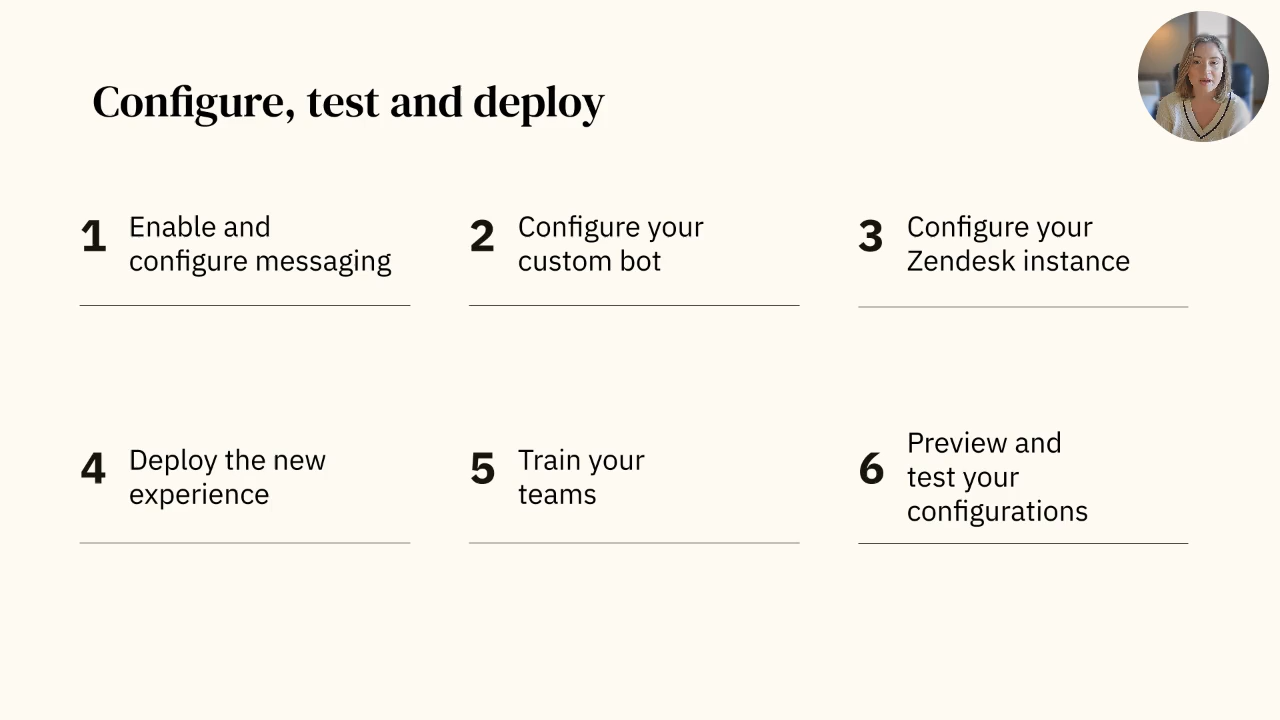 Configure, test and deploy
1 Enable and
configure messaging
2 Configure your
custom bot
3 Configure your
Zendesk instance
4 Deploy the new
experience
5 Train your
teams
6 Preview and
test your
configurations